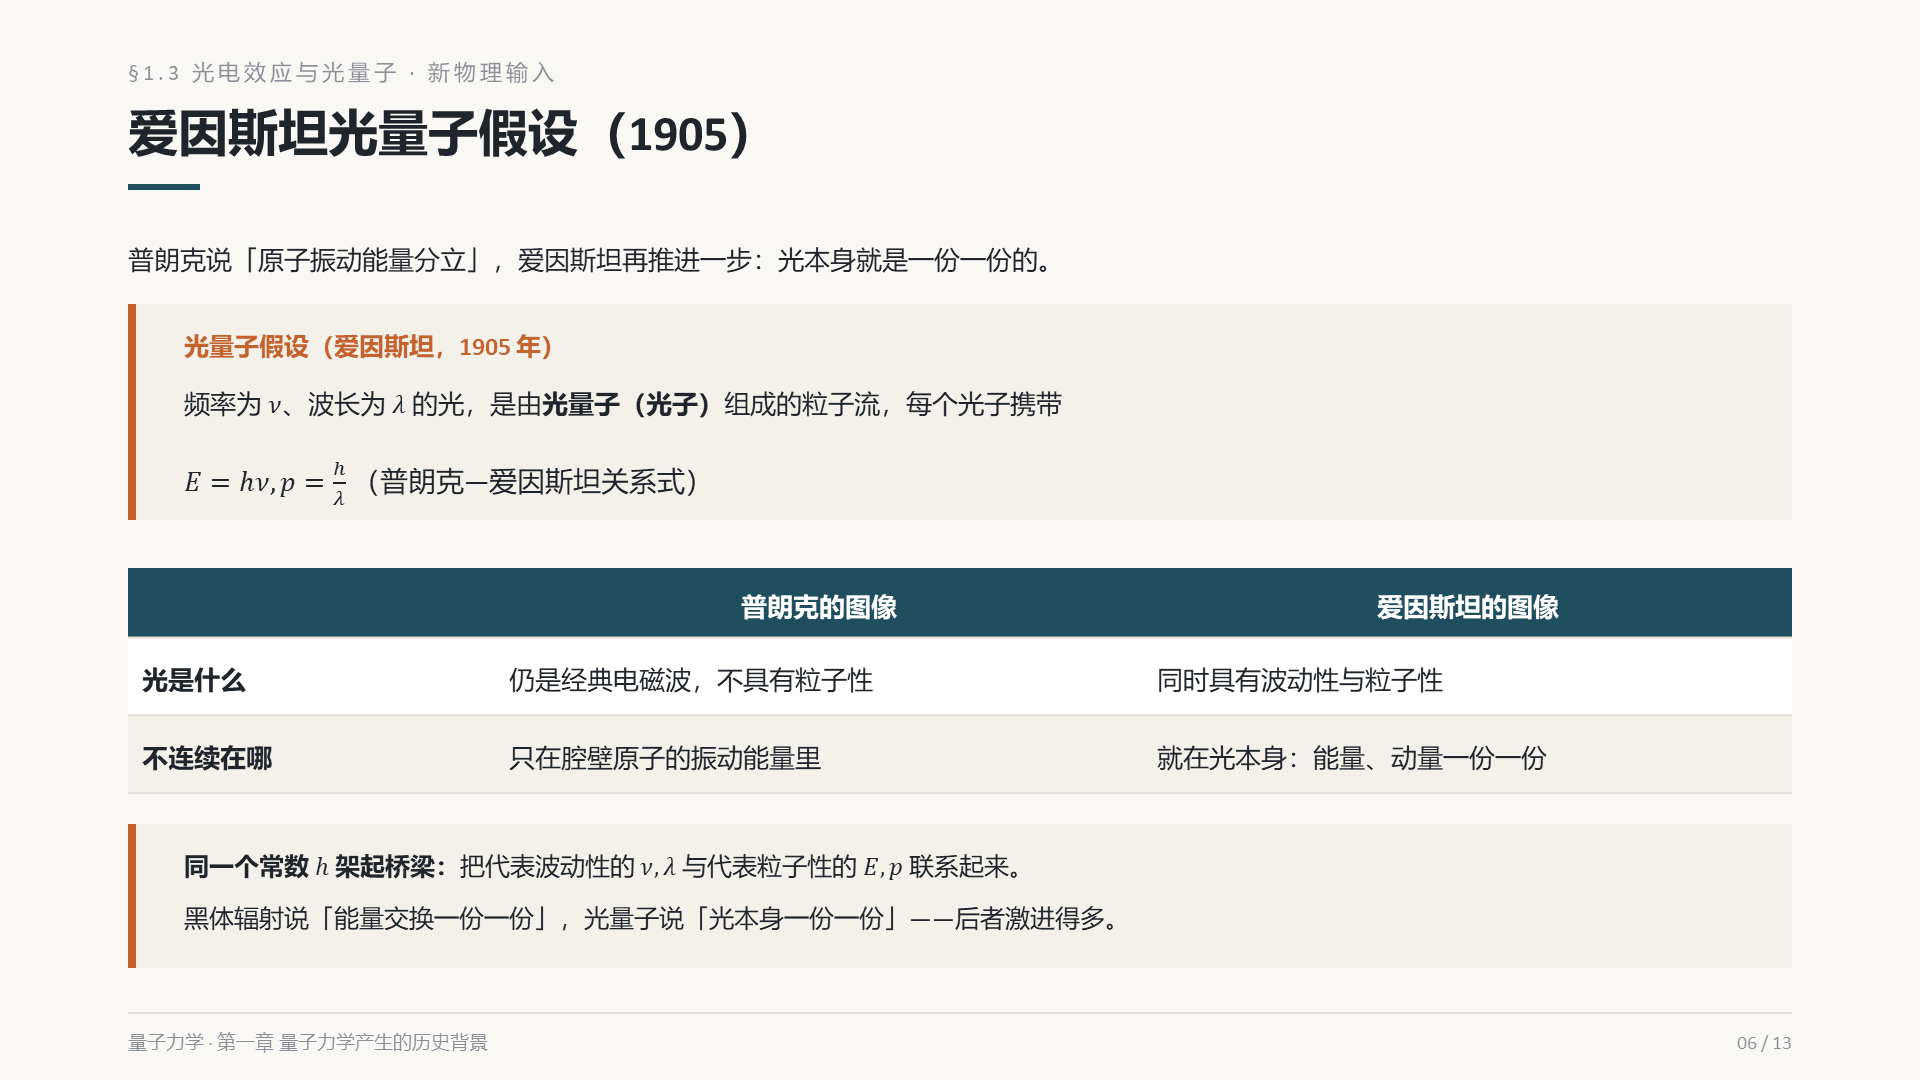 §1.3 光电效应与光量子 · 新物理输入
爱因斯坦光量子假设（1905）
普朗克说「原子振动能量分立」，爱因斯坦再推进一步：光本身就是一份一份的。
光量子假设（爱因斯坦，1905 年）
频率为 ν、波长为 λ 的光，是由光量子（光子）组成的粒子流，每个光子携带
E = hν, p = h/λ （普朗克—爱因斯坦关系式）
普朗克的图像 爱因斯坦的图像
光是什么 仍是经典电磁波，不具有粒子性 同时具有波动性与粒子性
不连续在哪 只在腔壁原子的振动能量里 就在光本身：能量、动量一份一份
同一个常数 h 架起桥梁：把代表波动性的 ν, λ 与代表粒子性的 E, p 联系起来。
黑体辐射说「能量交换一份一份」，光量子说「光本身一份一份」——后者激进得多。
量子力学 · 第一章 量子力学产生的历史背景
06 / 13